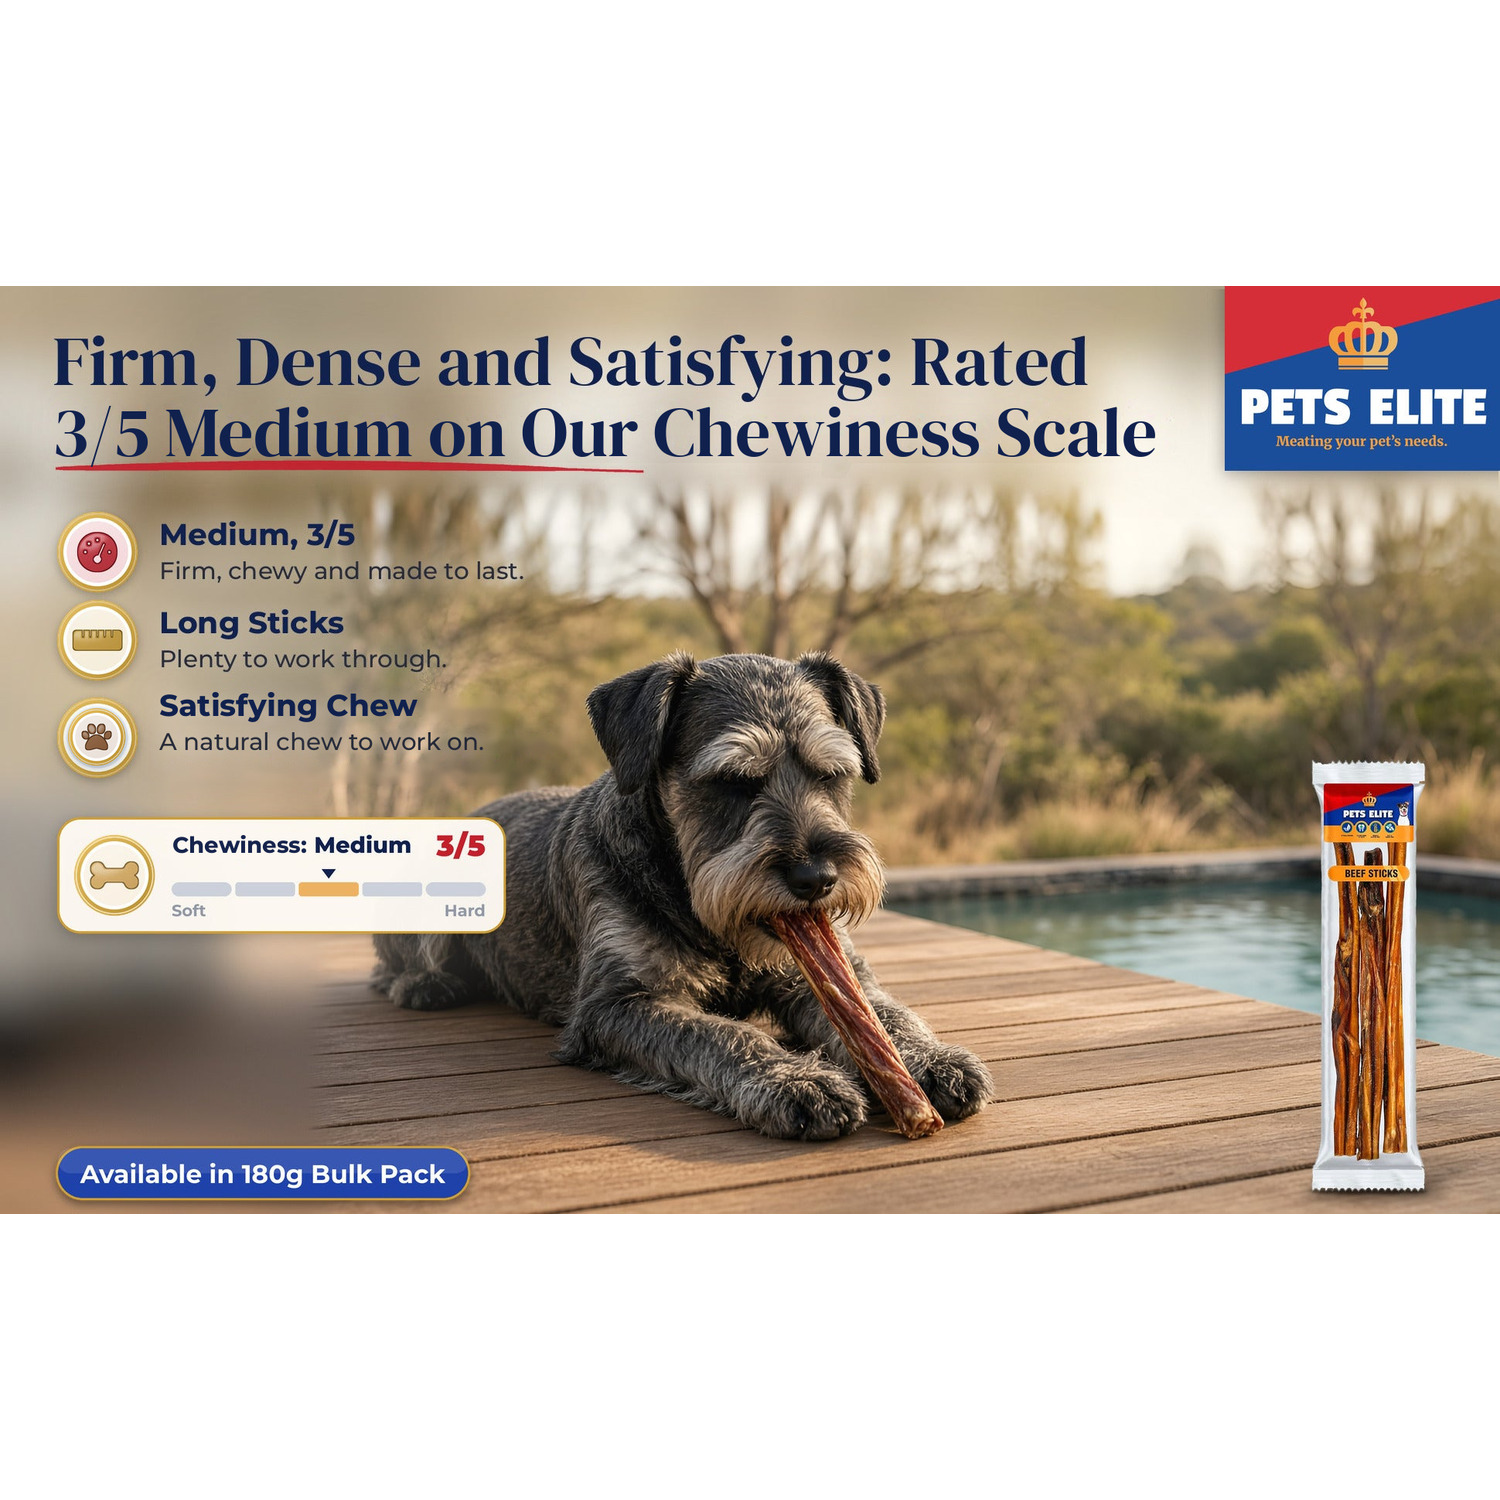 Firm, Dense and Satisfying: Rated
3/5 Medium on Our Chewiness Scale
PETS ELITE
Meating your pet's needs.
Medium, 3/5
Firm, chewy and made to last.
Long Sticks
Plenty to work through.
Satisfying Chew
A natural chew to work on.
Chewiness: Medium 3/5
Soft Hard
PETS ELITE
BEEF STICKS
Available in 180g Bulk Pack